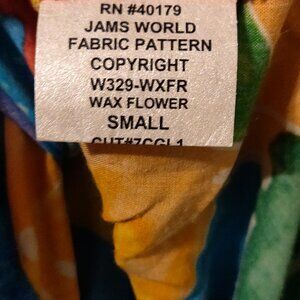 RN #40179
JAMS WORLD
FABRIC PATTERN
COPYRIGHT
W329-WXFR
WAX FLOWER
SMALL